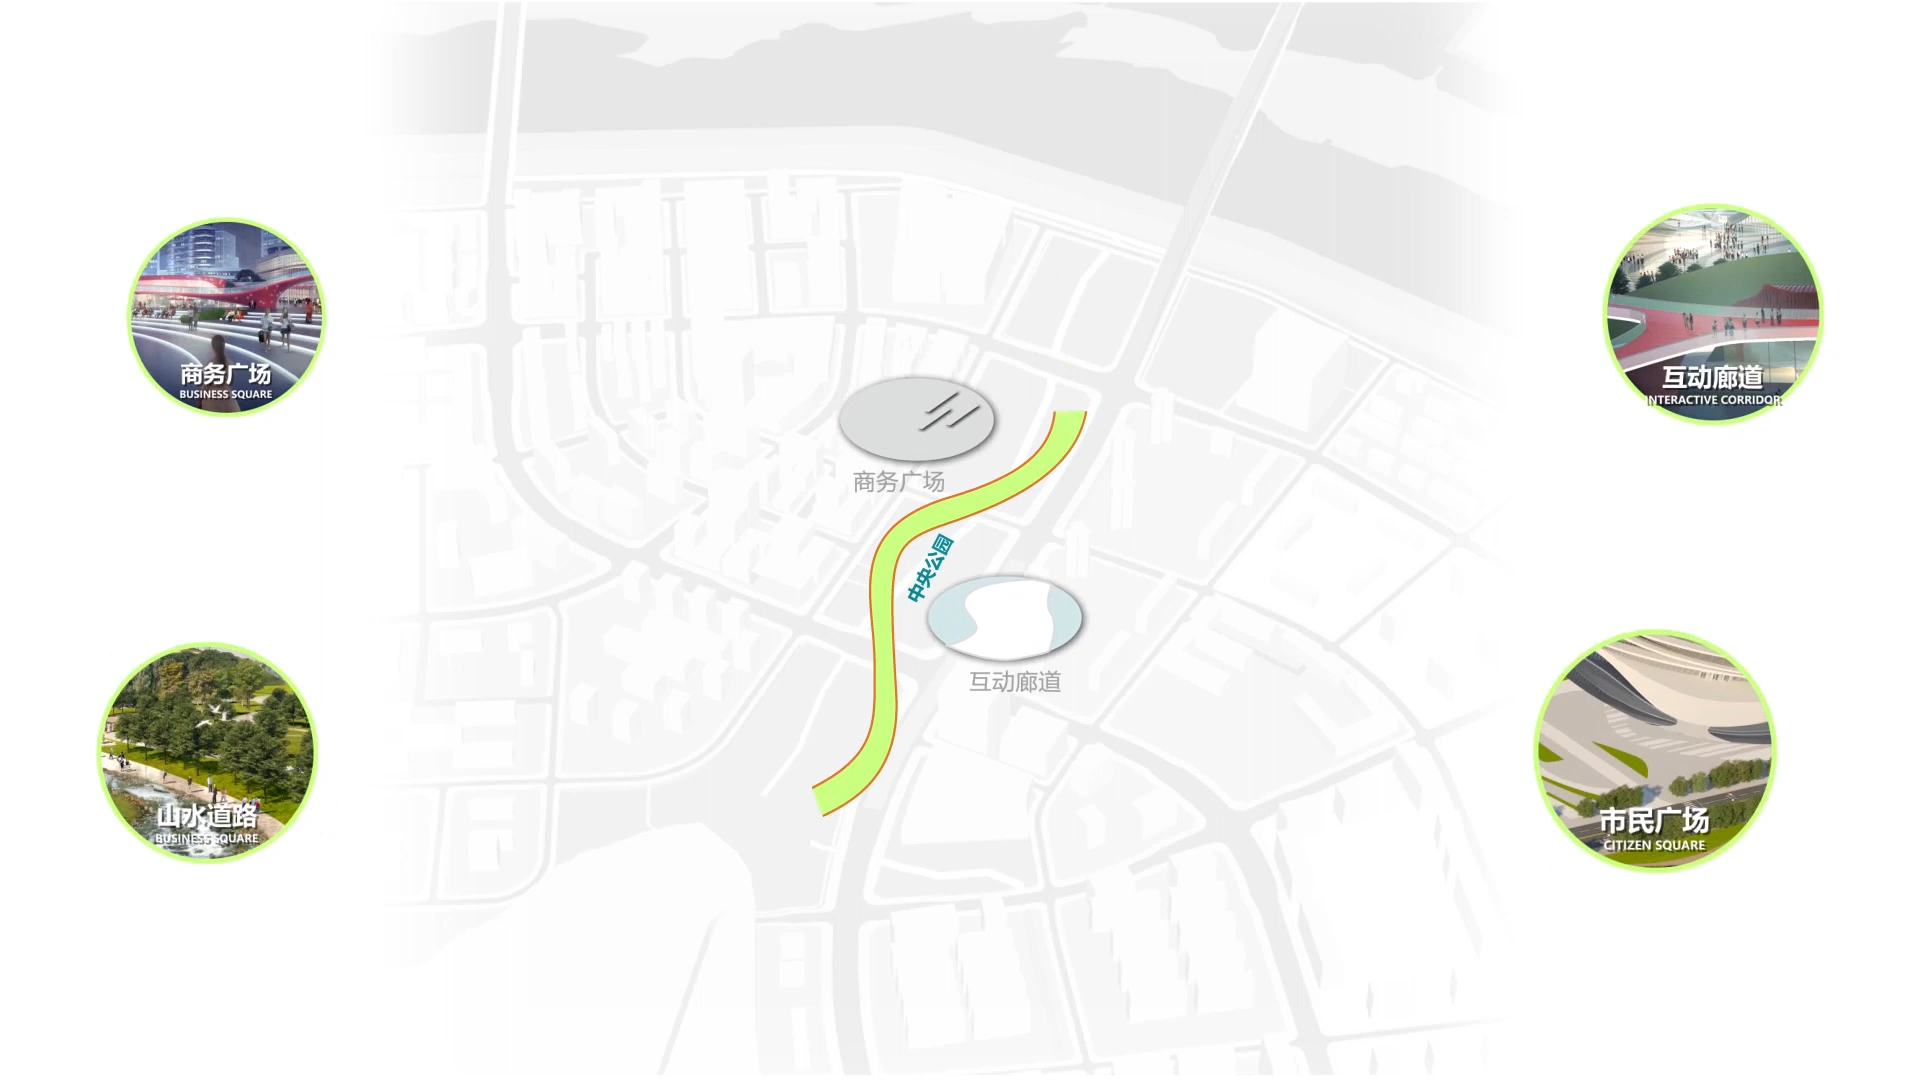 商务广场
BUSINESS SQUARE
互动廊道
INTERACTIVE CORRIDOR
商务广场
中央公园
互动廊道
山水道路
BUSINESS SQUARE
市民广场
CITIZEN SQUARE